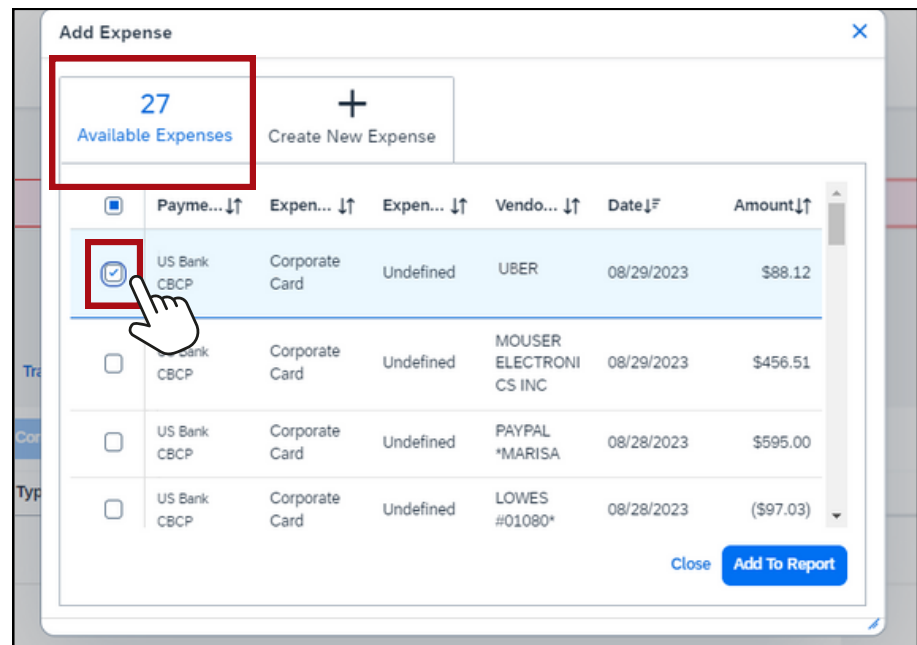 Add Expense
27
Available Expenses
Create New Expense
Payme...
Expen...
Expen...
Vendo...
Date
Amount
US Bank
CBCP
Corporate
Card
Undefined
UBER
08/29/2023
$88.12
US Bank
CBCP
Corporate
Card
Undefined
MOUSER
ELECTRONI
CS INC
08/29/2023
$456.51
US Bank
CBCP
Corporate
Card
Undefined
PAYPAL
*MARISA
08/28/2023
$595.00
US Bank
CBCP
Corporate
Card
Undefined
LOWES
#01080*
08/28/2023
($97.03)
Close
Add To Report
Tra
Cor
Typ